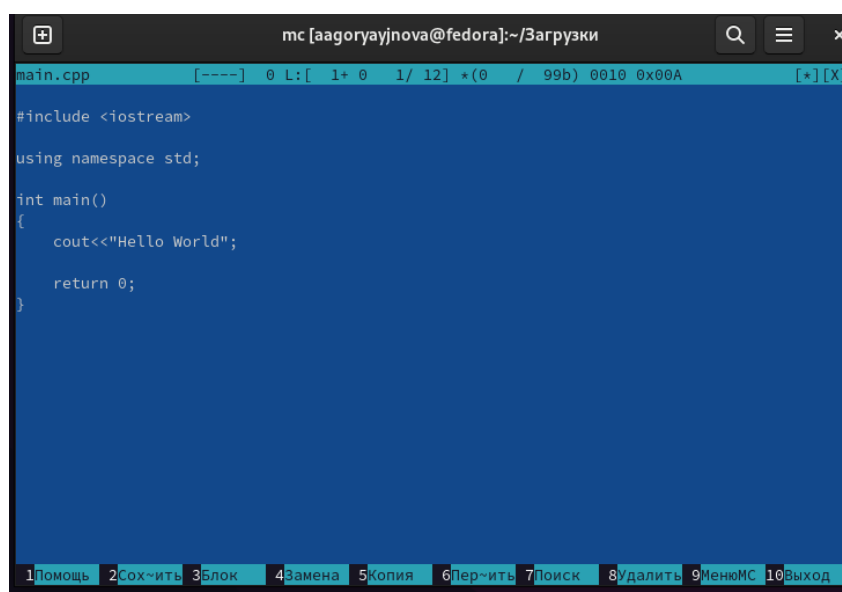 mc [aagoryayjnova@fedora]:~/Загрузки
main.cpp [----] 0 L:[ 1+ 0 1/ 12] *(0 / 99b) 0010 0x00A [*][X]
#include <iostream>
using namespace std;
int main()
{
cout<<"Hello World";
return 0;
}
1Помощь 2Сох~ить 3Блок 4Замена 5Копия 6Пер~ить 7Поиск 8Удалить 9МенюMC 10Выход